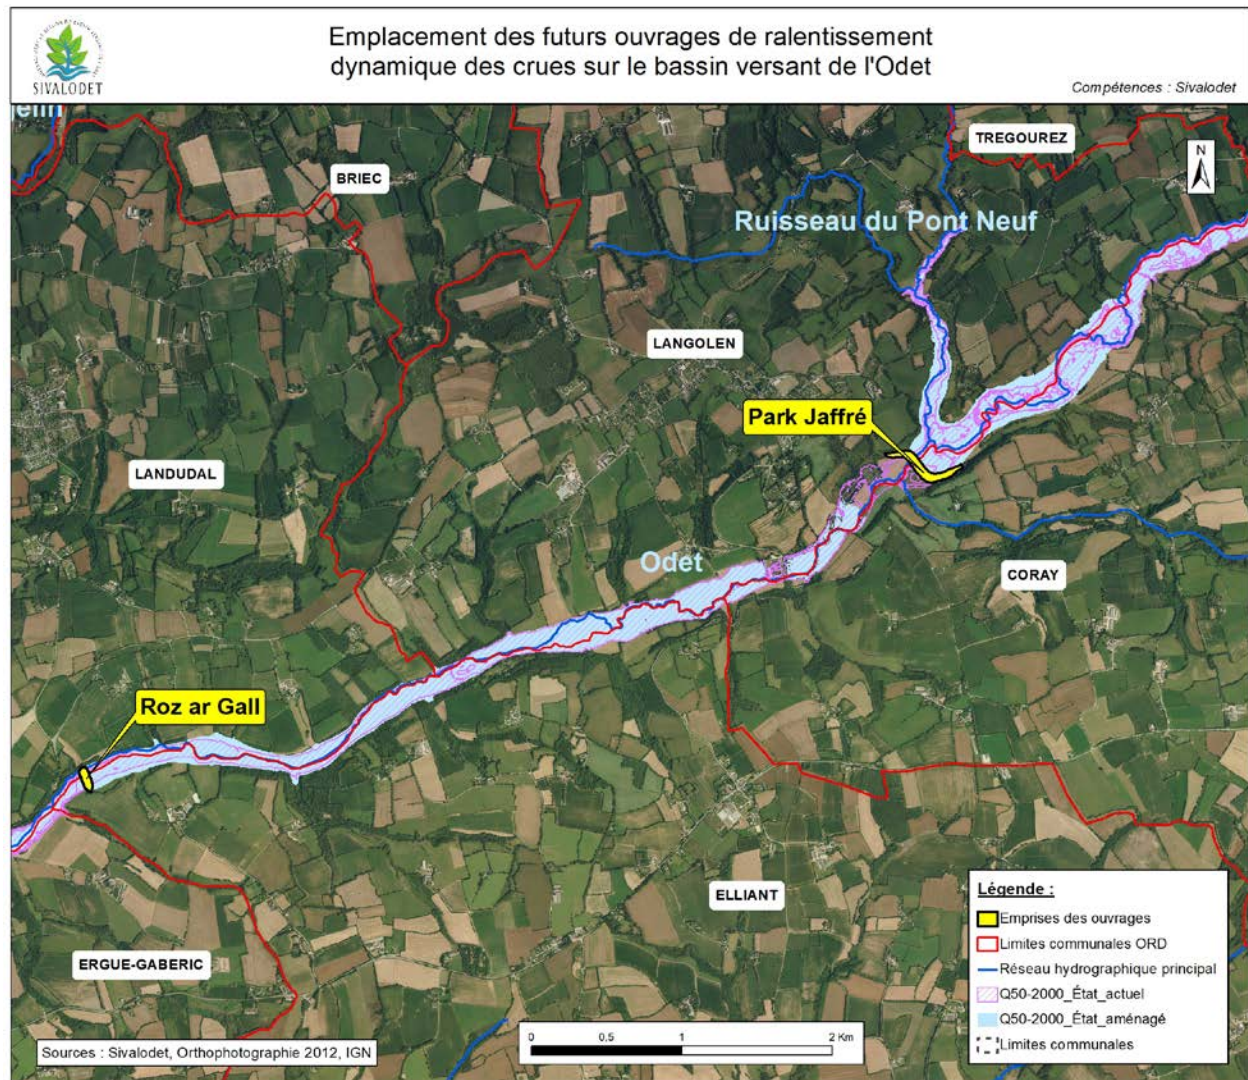 Emplacement des futurs ouvrages de ralentissement
dynamique des crues sur le bassin versant de l'Odet
SIVALODET
Compétences : Sivalodet
TREGOUREZ
N
BRIEC
Ruisseau du Pont Neuf
LANGOLEN
Park Jaffré
LANDUDAL
Odet
CORAY
Roz ar Gall
ELLIANT
ERGUE-GABERIC
Légende :
Emprises des ouvrages
Limites communales ORD
Réseau hydrographique principal
Q50-2000_État_actuel
Q50-2000_État_aménagé
Limites communales
0 0,5 1 2 Km
Sources : Sivalodet, Orthophotographie 2012, IGN